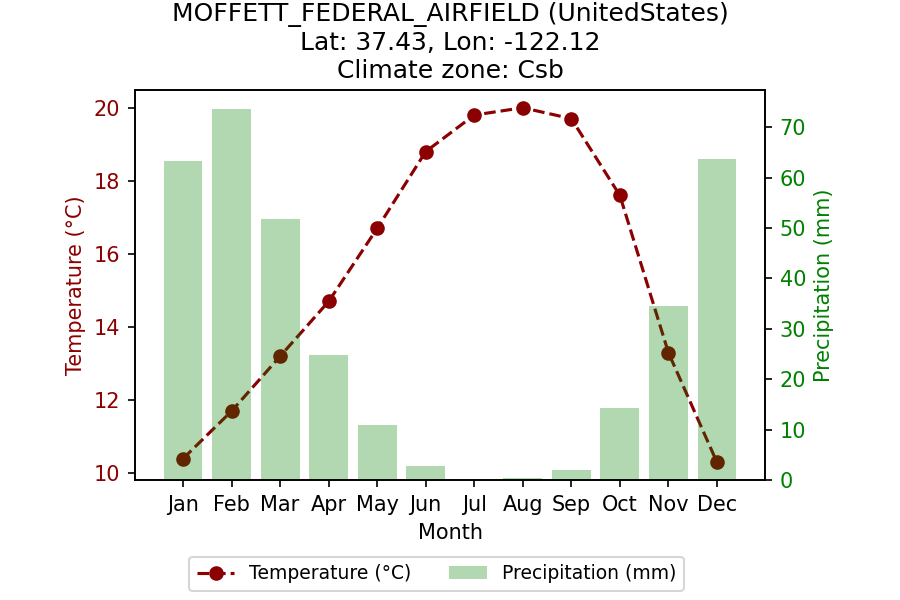 MOFFETT_FEDERAL_AIRFIELD (UnitedStates)
Lat: 37.43, Lon: -122.12
Climate zone: Csb
Temperature (°C)
20
18
16
14
12
10
70
60
50
40
30
20
10
0
Precipitation (mm)
Jan Feb Mar Apr May Jun Jul Aug Sep Oct Nov Dec
Month
Temperature (°C) Precipitation (mm)